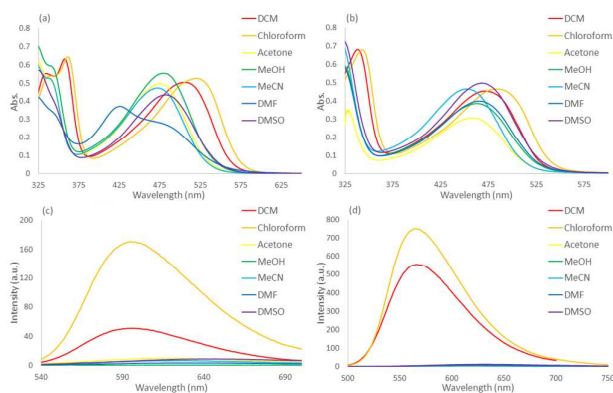 (a)
DCM
Chloroform
Acetone
MeOH
MeCN
DMF
DMSO
Abs.
0.8
0.7
0.6
0.5
0.4
0.3
0.2
0.1
0
325 375 425 475 525 575 625
Wavelength (nm)
(b)
DCM
Chloroform
Acetone
MeOH
MeCN
DMF
DMSO
Abs.
0.8
0.7
0.6
0.5
0.4
0.3
0.2
0.1
0
325 375 425 475 525 575
Wavelength (nm)
(c)
DCM
Chloroform
Acetone
MeOH
MeCN
DMF
DMSO
Intensity (a.u.)
200
160
120
80
40
0
540 590 640 690
Wavelength (nm)
(d)
DCM
Chloroform
Acetone
MeOH
MeCN
DMF
DMSO
Intensity (a.u.)
800
700
600
500
400
300
200
100
0
500 550 600 650 700 750
Wavelength (nm)